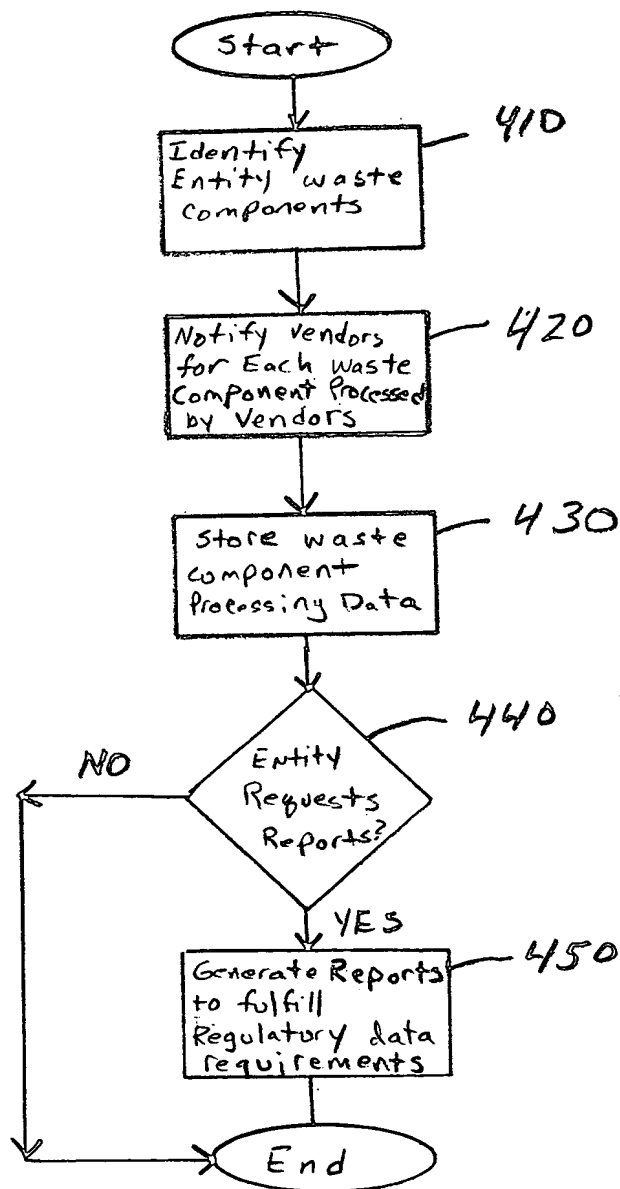 Start
410
Identify
Entity waste
components
420
Notify vendors
for Each waste
Component Processed
by Vendors
430
Store waste
component
Processing Data
440
Entity
Requests
Reports?
NO
YES
450
Generate Reports
to fulfill
Regulatory data
requirements
End